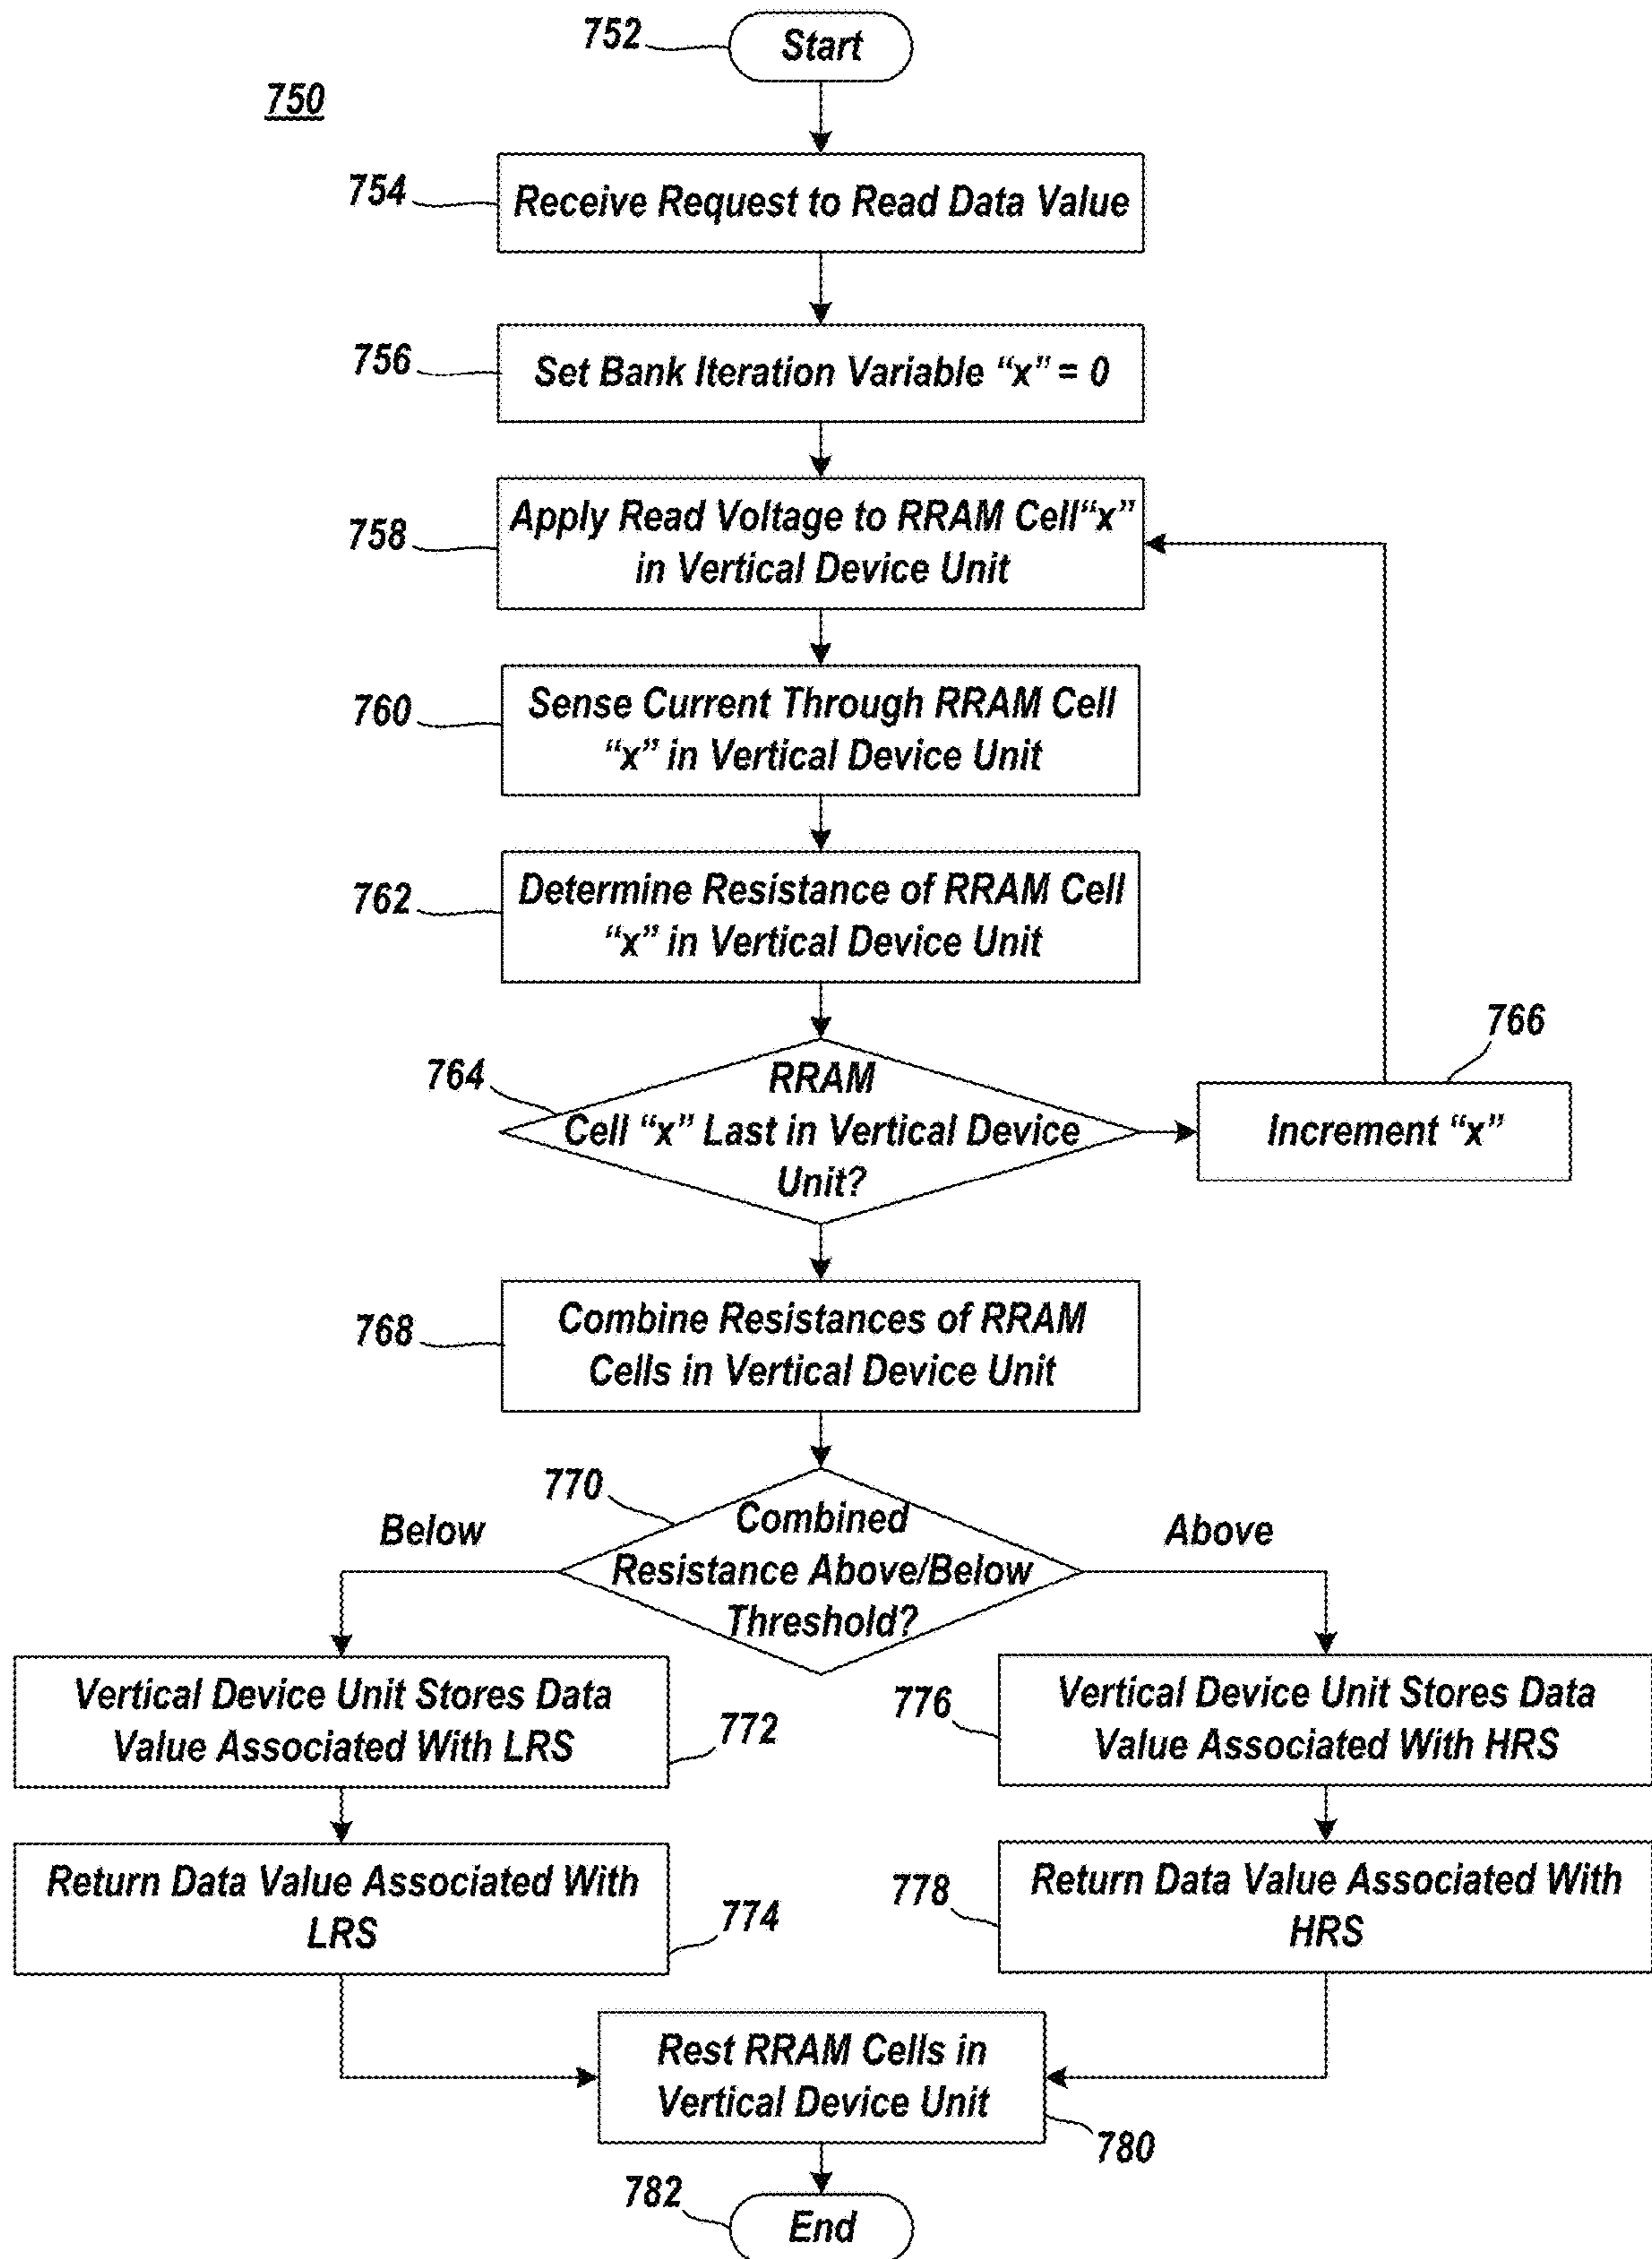 752
Start
750
754
Receive Request to Read Data Value
756
Set Bank Iteration Variable “x” = 0
758
Apply Read Voltage to RRAM Cell“x”
in Vertical Device Unit
760
Sense Current Through RRAM Cell
“x” in Vertical Device Unit
762
Determine Resistance of RRAM Cell
“x” in Vertical Device Unit
764
RRAM
Cell “x” Last in Vertical Device
Unit?
766
Increment “x”
768
Combine Resistances of RRAM
Cells in Vertical Device Unit
770
Combined
Resistance Above/Below
Threshold?
Below
Above
Vertical Device Unit Stores Data
Value Associated With LRS
772
776
Vertical Device Unit Stores Data
Value Associated With HRS
Return Data Value Associated With
LRS
774
778
Return Data Value Associated With
HRS
Rest RRAM Cells in
Vertical Device Unit
780
782
End